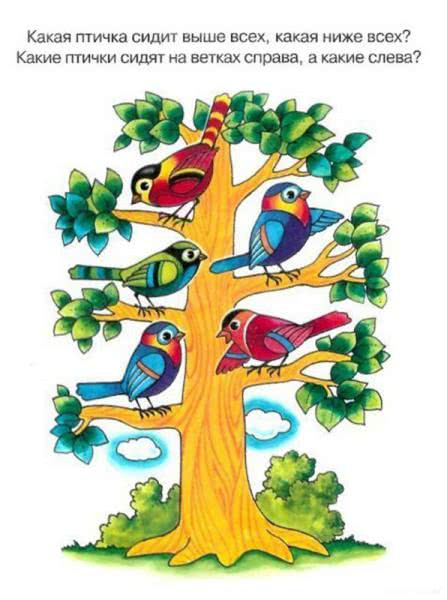 Какая птичка сидит выше всех, какая ниже всех?
Какие птички сидят на ветках справа, а какие слева?